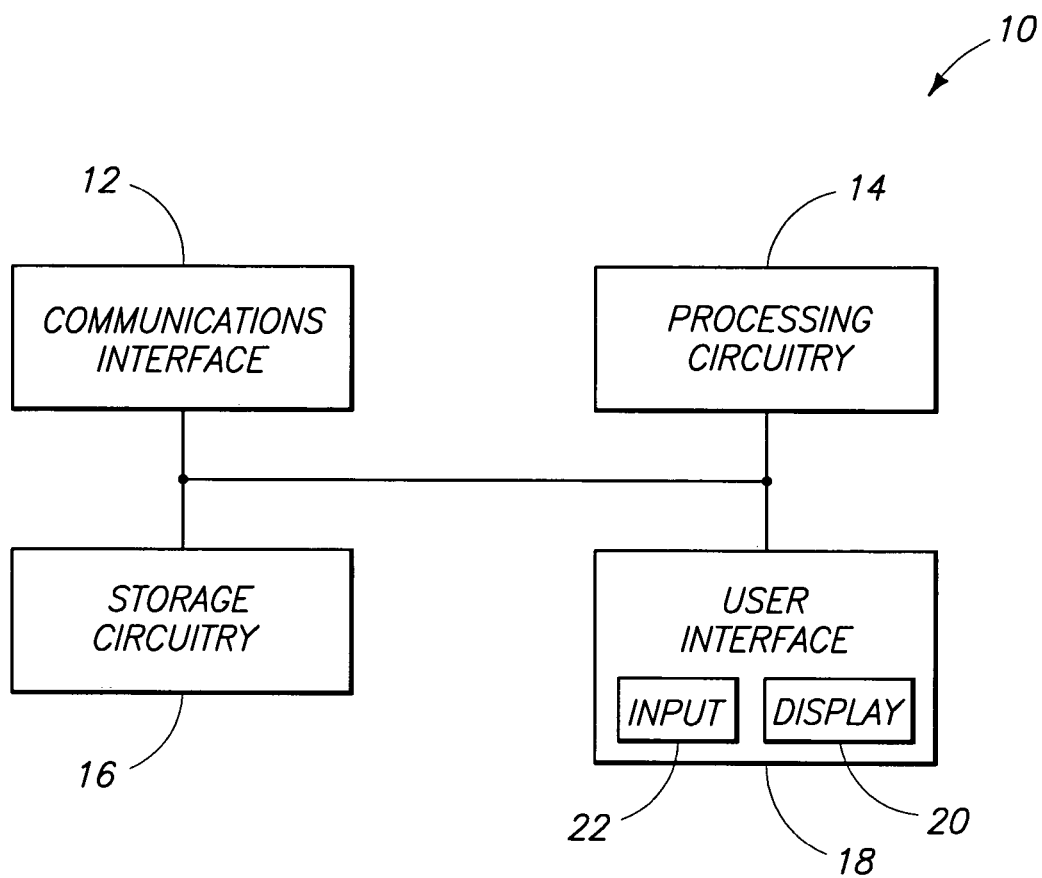 10
12
14
COMMUNICATIONS
INTERFACE
PROCESSING
CIRCUITRY
STORAGE
CIRCUITRY
USER
INTERFACE
INPUT
DISPLAY
16
22
18
20